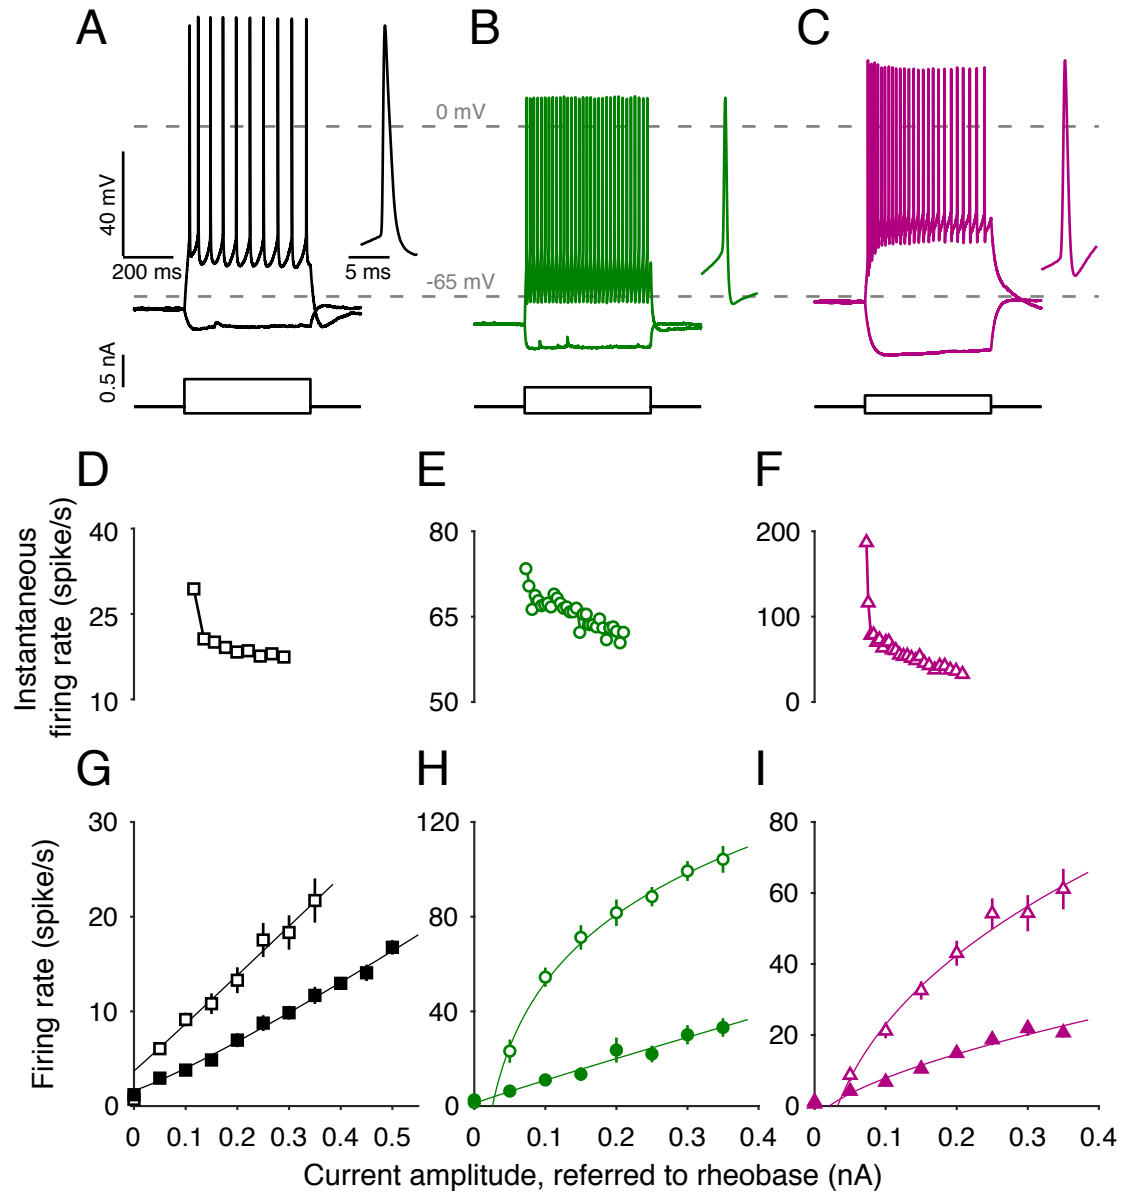 A
B
C
0 mV
40 mV
200 ms
5 ms
-65 mV
0.5 nA
D
E
F
Instantaneous
firing rate (spike/s)
40
25
10
80
65
50
200
100
0
G
H
I
Firing rate (spike/s)
30
20
10
0
120
80
40
0
80
60
40
20
0
0 0.1 0.2 0.3 0.4 0.5
0 0.1 0.2 0.3 0.4
0 0.1 0.2 0.3 0.4
Current amplitude, referred to rheobase (nA)